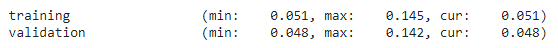 training (min: 0.051, max: 0.145, cur: 0.051)
validation (min: 0.048, max: 0.142, cur: 0.048)